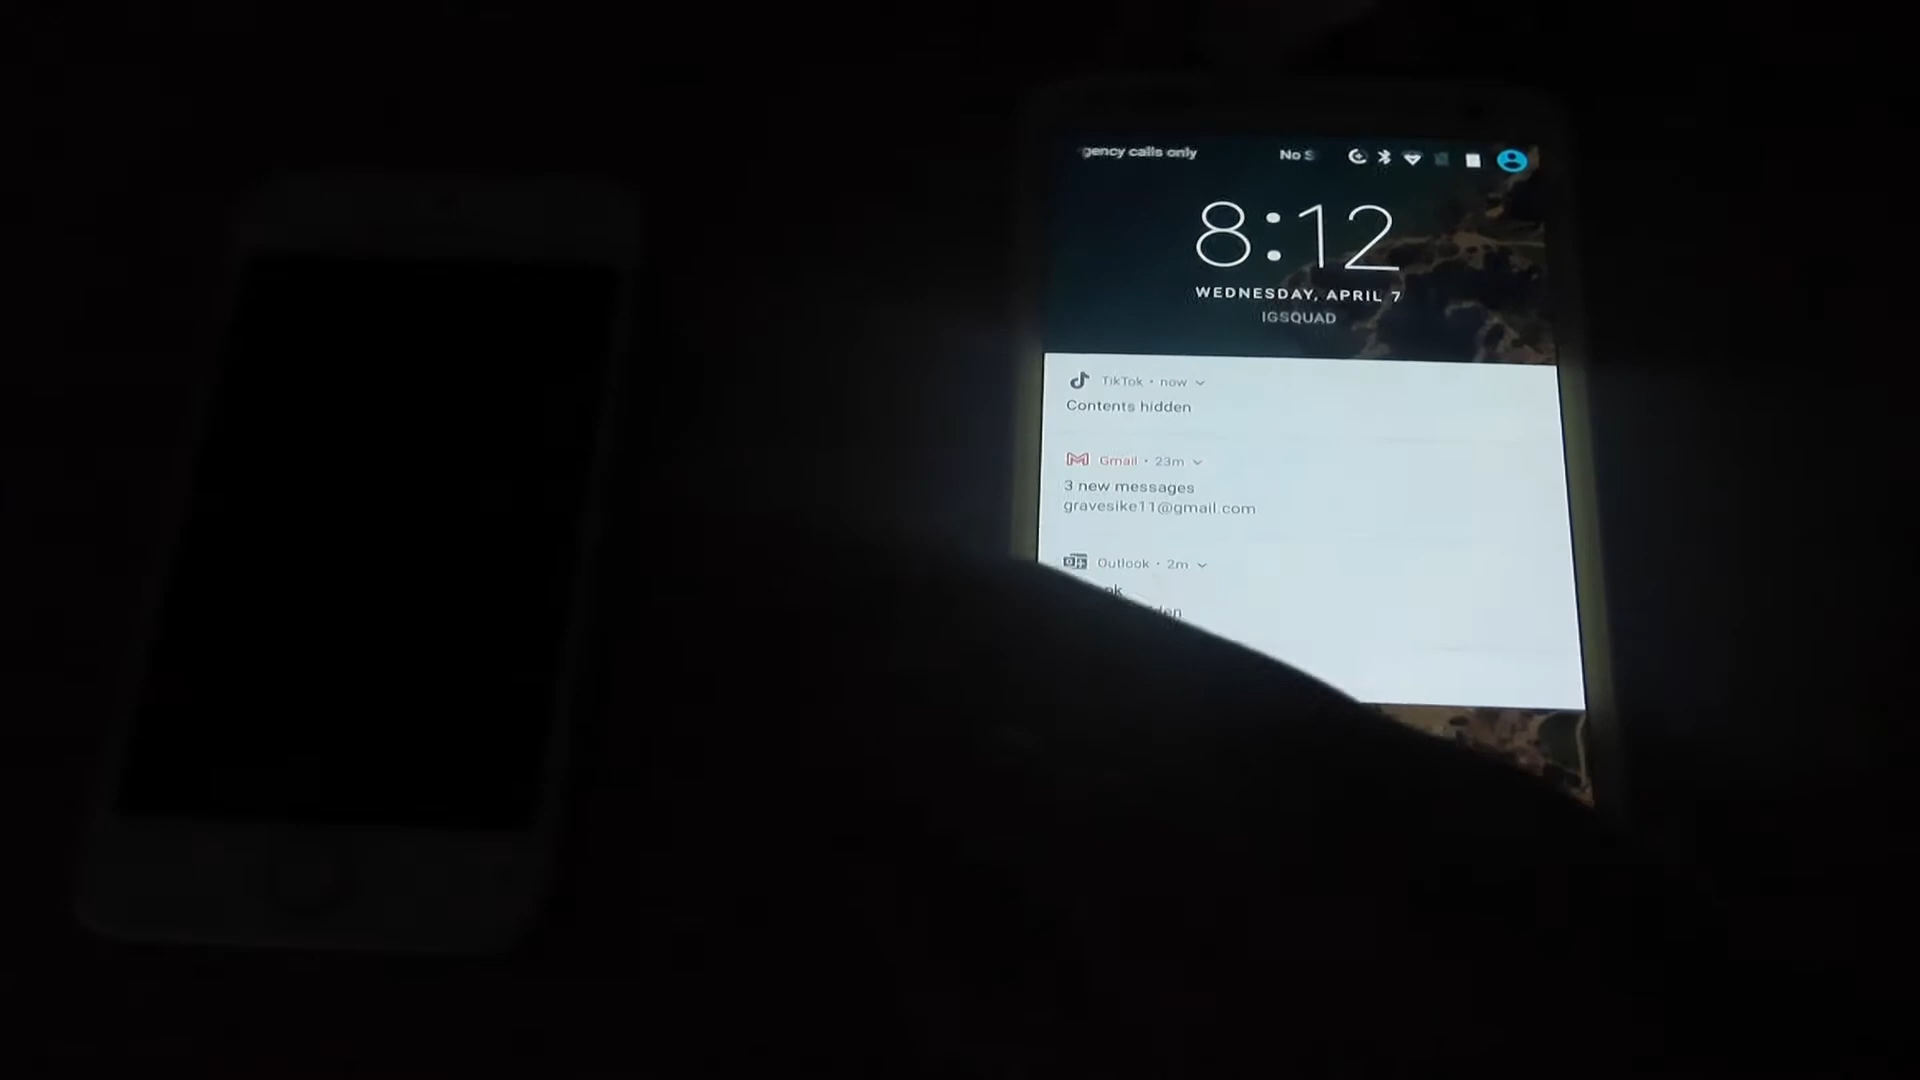 gency calls only No S
8:12
WEDNESDAY, APRIL 7
IGSQUAD
TikTok · now
Contents hidden
Gmail · 23m
3 new messages
gravesike11@gmail.com
Outlook · 2m